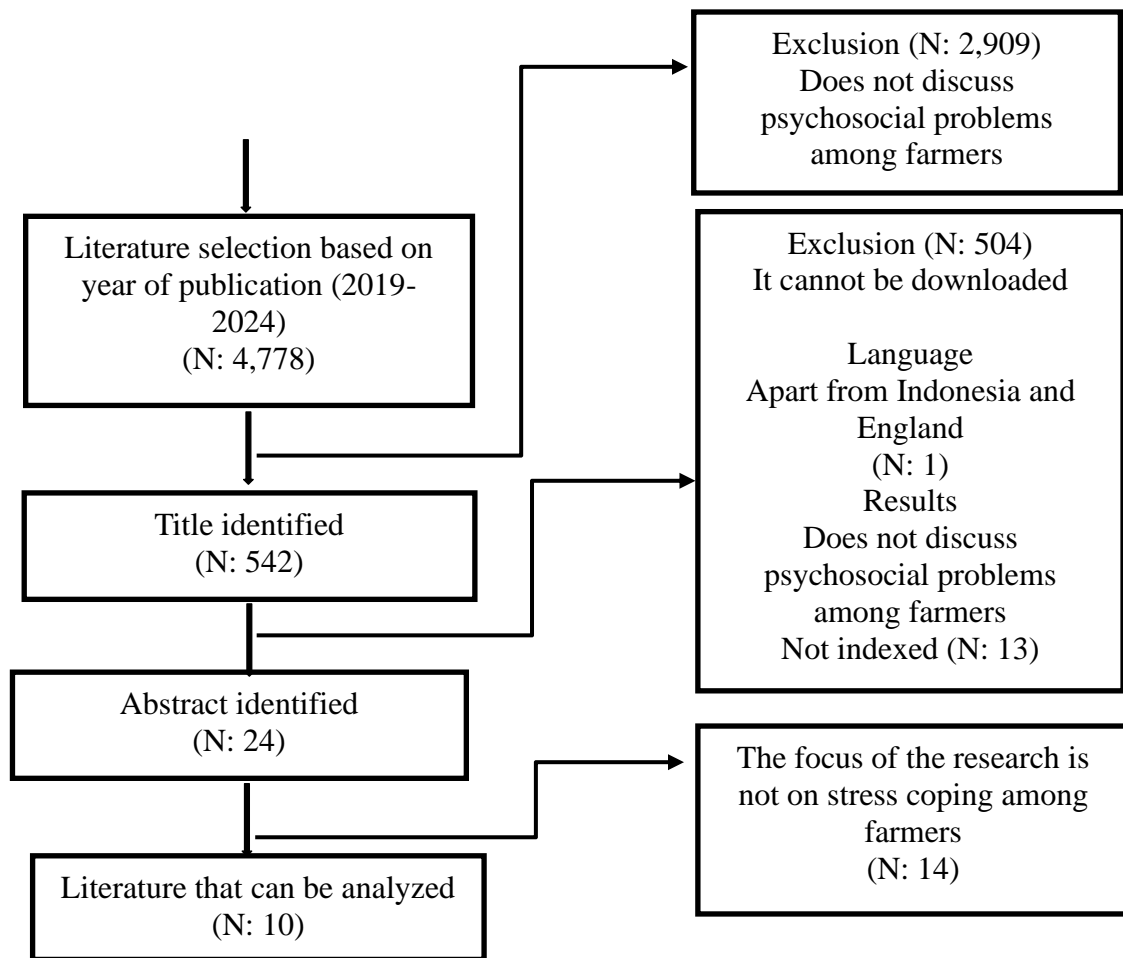 Exclusion (N: 2,909)
Does not discuss
psychosocial problems
among farmers
Literature selection based on
year of publication (2019-
2024)
(N: 4,778)
Exclusion (N: 504)
It cannot be downloaded
Language
Apart from Indonesia and
England
(N: 1)
Results
Does not discuss
psychosocial problems
among farmers
Not indexed (N: 13)
Title identified
(N: 542)
Abstract identified
(N: 24)
The focus of the research is
not on stress coping among
farmers
(N: 14)
Literature that can be analyzed
(N: 10)